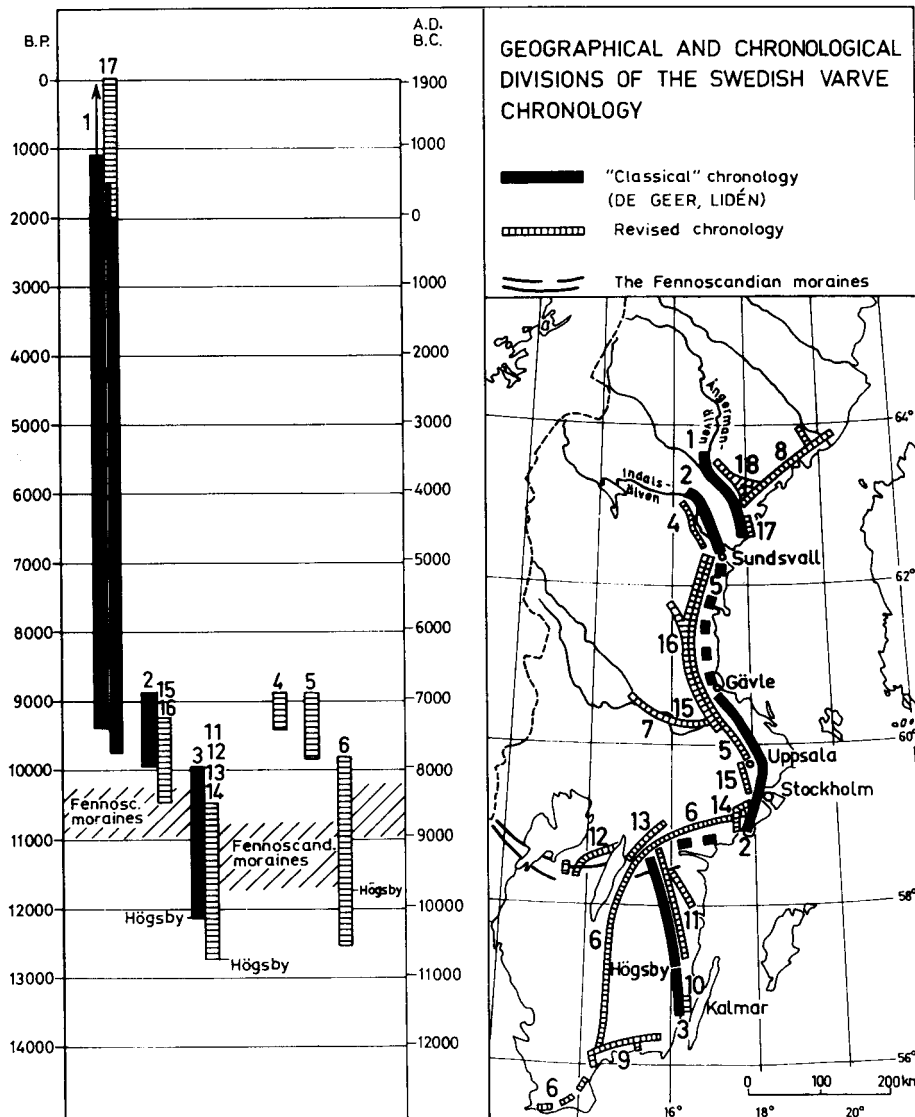 B.P.
A.D.
B.C.
17
0
1
1000
2000
3000
4000
5000
6000
7000
8000
9000
10000
11000
12000
13000
14000
1900
1000
0
1000
2000
3000
4000
5000
6000
7000
8000
9000
10000
11000
12000
2
15
16
4
5
3
11
12
13
14
6
Fennosc.
moraines
Fennoscand.
moraines
Högsby
Högsby
Högsby
GEOGRAPHICAL AND CHRONOLOGICAL
DIVISIONS OF THE SWEDISH VARVE
CHRONOLOGY
"Classical" chronology
(DE GEER, LIDÉN)
Revised chronology
The Fennoscandian moraines
Ångerman-
älven
64°
1
18
8
2
Indals-
älven
4
17
Sundsvall
62°
5
16
Gävle
15
7
60°
5
Uppsala
15
Stockholm
14
6
13
12
2
58°
11
6
Högsby
10
Kalmar
3
9
56°
6
0
100
200 km
16°
18°
20°